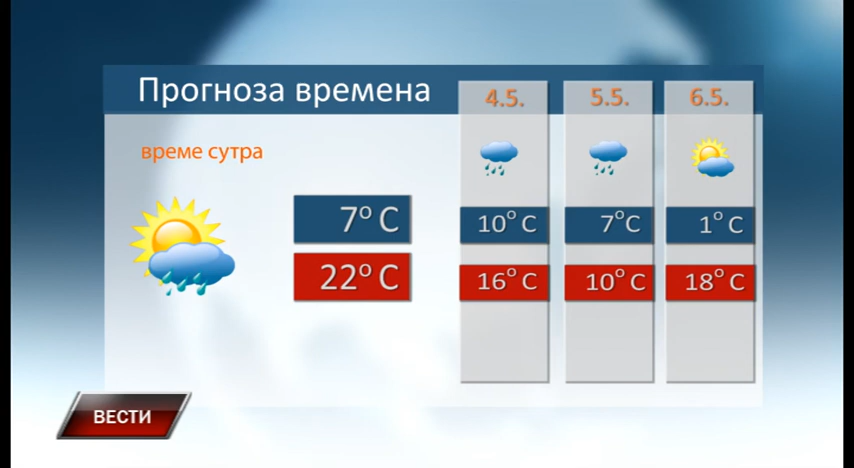 Прогноза времена
време сутра
7° C
22° C
4.5.
10° C
16° C
5.5.
7°C
10° C
6.5.
1° C
18° C
ВЕСТИ